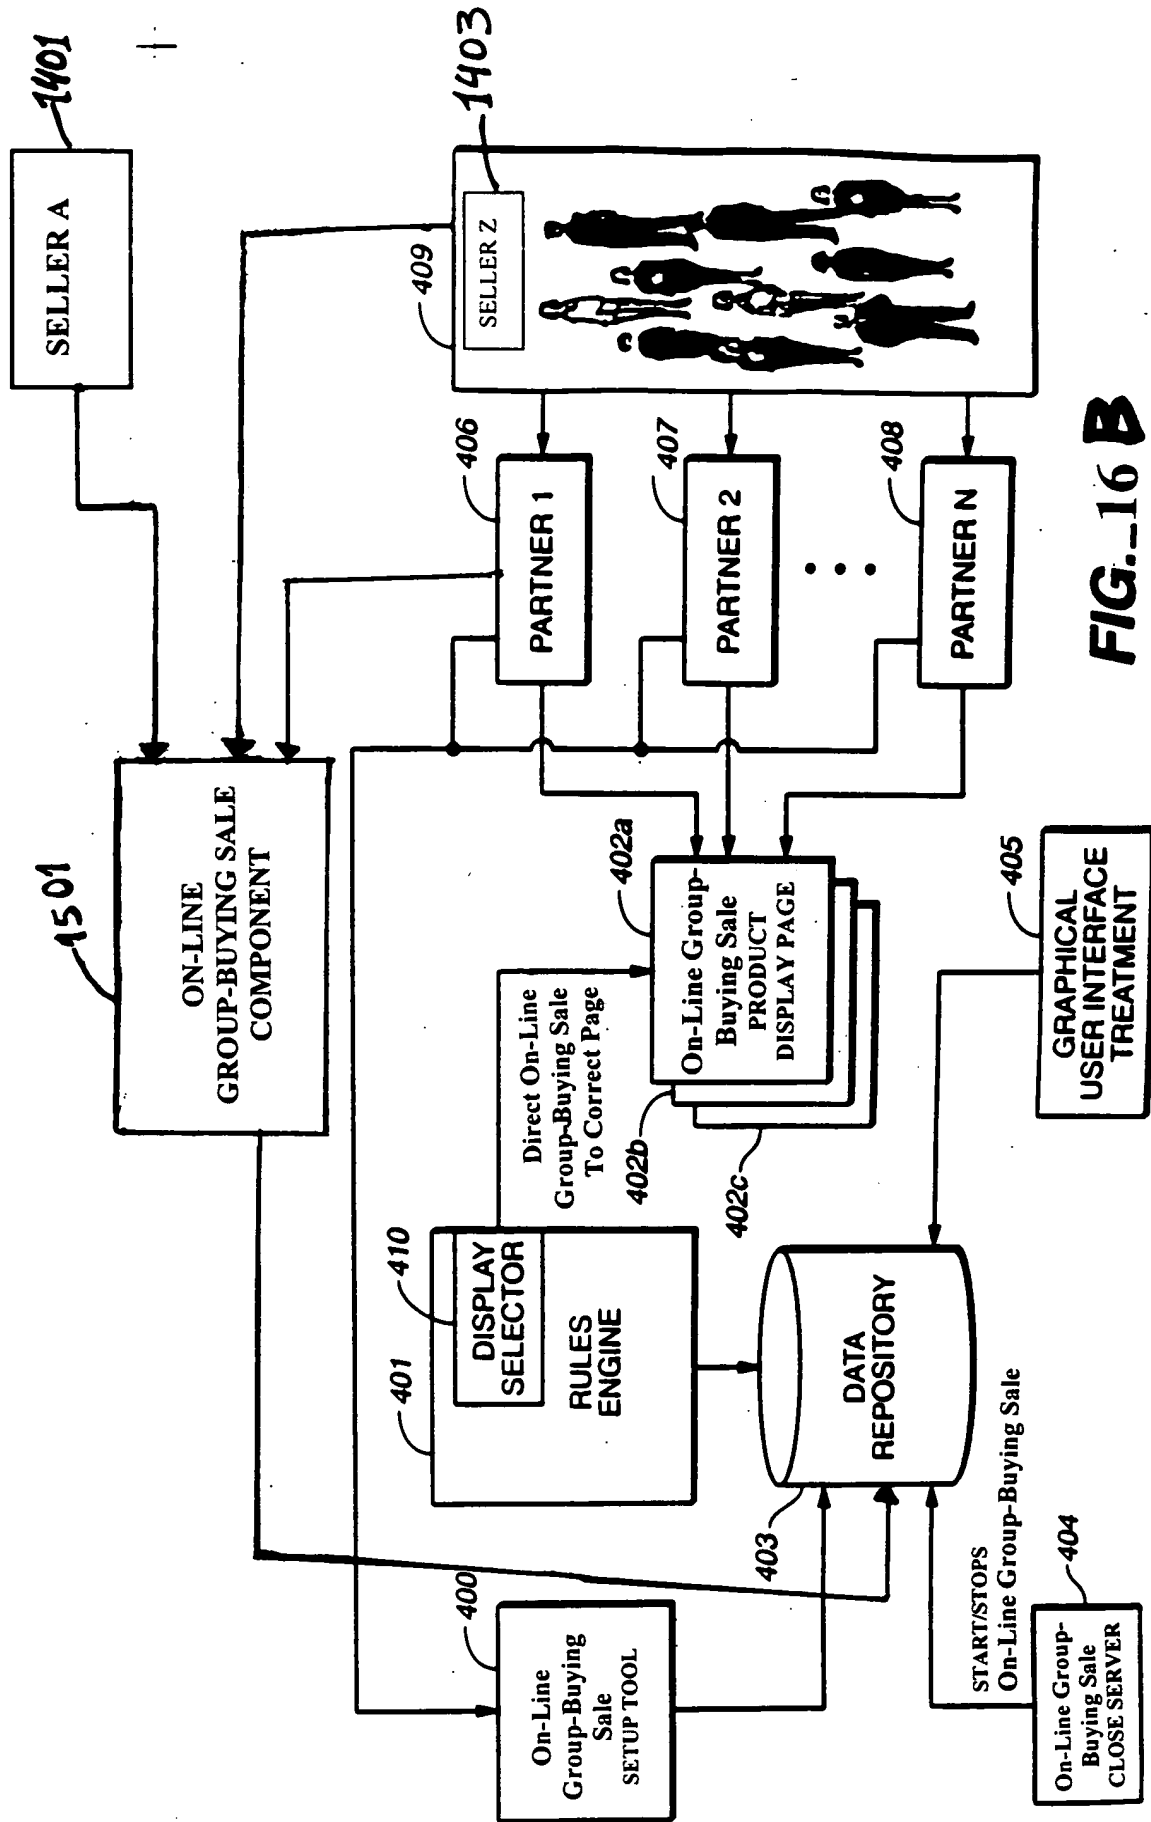 1401
SELLER A
1501
ON-LINE
GROUP-BUYING SALE
COMPONENT
409
SELLER Z
1403
406
PARTNER 1
407
PARTNER 2
408
PARTNER N
400
On-Line
Group-Buying
Sale
SETUP TOOL
401
410
DISPLAY
SELECTOR
RULES
ENGINE
Direct On-Line
Group-Buying Sale
To Correct Page
402a
On-Line Group-
Buying Sale
PRODUCT
DISPLAY PAGE
402b
402c
403
DATA
REPOSITORY
START/STOPS
On-Line Group-Buying Sale
404
On-Line Group-
Buying Sale
CLOSE SERVER
405
GRAPHICAL
USER INTERFACE
TREATMENT
FIG._16 B